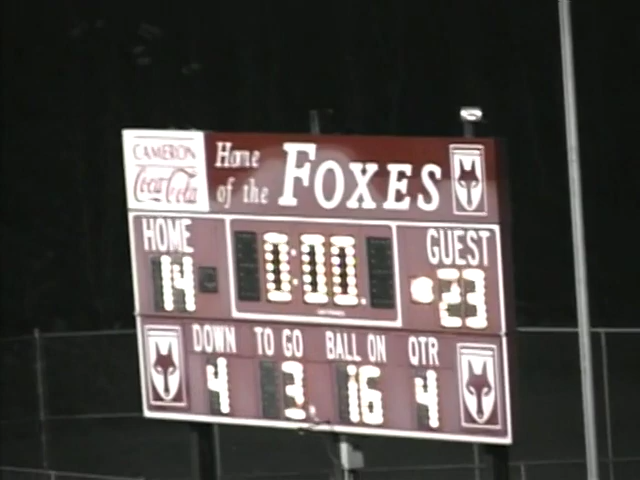 CAMERON
Coca-Cola
Home
of the
FOXES
HOME
GUEST
14
0:00
23
DOWN
TO GO
BALL ON
QTR
4
3
16
4